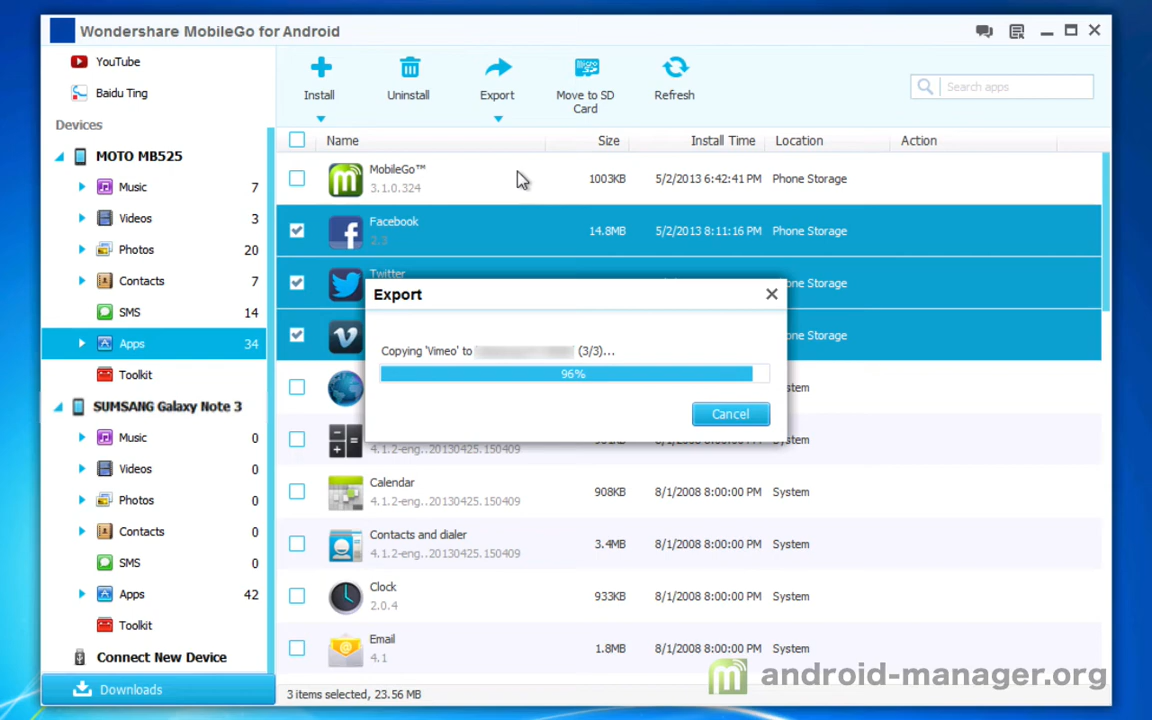 Wondershare MobileGo for Android
YouTube
Baidu Ting
Devices
MOTO MB525
Music 7
Videos 3
Photos 20
Contacts 7
SMS 14
Apps 34
Toolkit
SUMSANG Galaxy Note 3
Music 0
Videos 0
Photos 0
Contacts 0
SMS 0
Apps 42
Toolkit
Connect New Device
Downloads
Install
Uninstall
Export
Move to SD
Card
Refresh
Search apps
Name Size Install Time Location Action
MobileGo™
3.1.0.324
1003KB 5/2/2013 6:42:41 PM Phone Storage
Facebook
2.3
14.8MB 5/2/2013 8:11:16 PM Phone Storage
Twitter
one Storage
one Storage
Export
Copying 'Vimeo' to (3/3)...
96%
Cancel
stem
stem
4.1.2-eng..20130425.150409
Calendar
4.1.2-eng..20130425.150409
908KB 8/1/2008 8:00:00 PM System
Contacts and dialer
4.1.2-eng..20130425.150409
3.4MB 8/1/2008 8:00:00 PM System
Clock
2.0.4
933KB 8/1/2008 8:00:00 PM System
Email
4.1
1.8MB 8/1/2008 8:00:00 PM System
3 items selected, 23.56 MB
android-manager.org